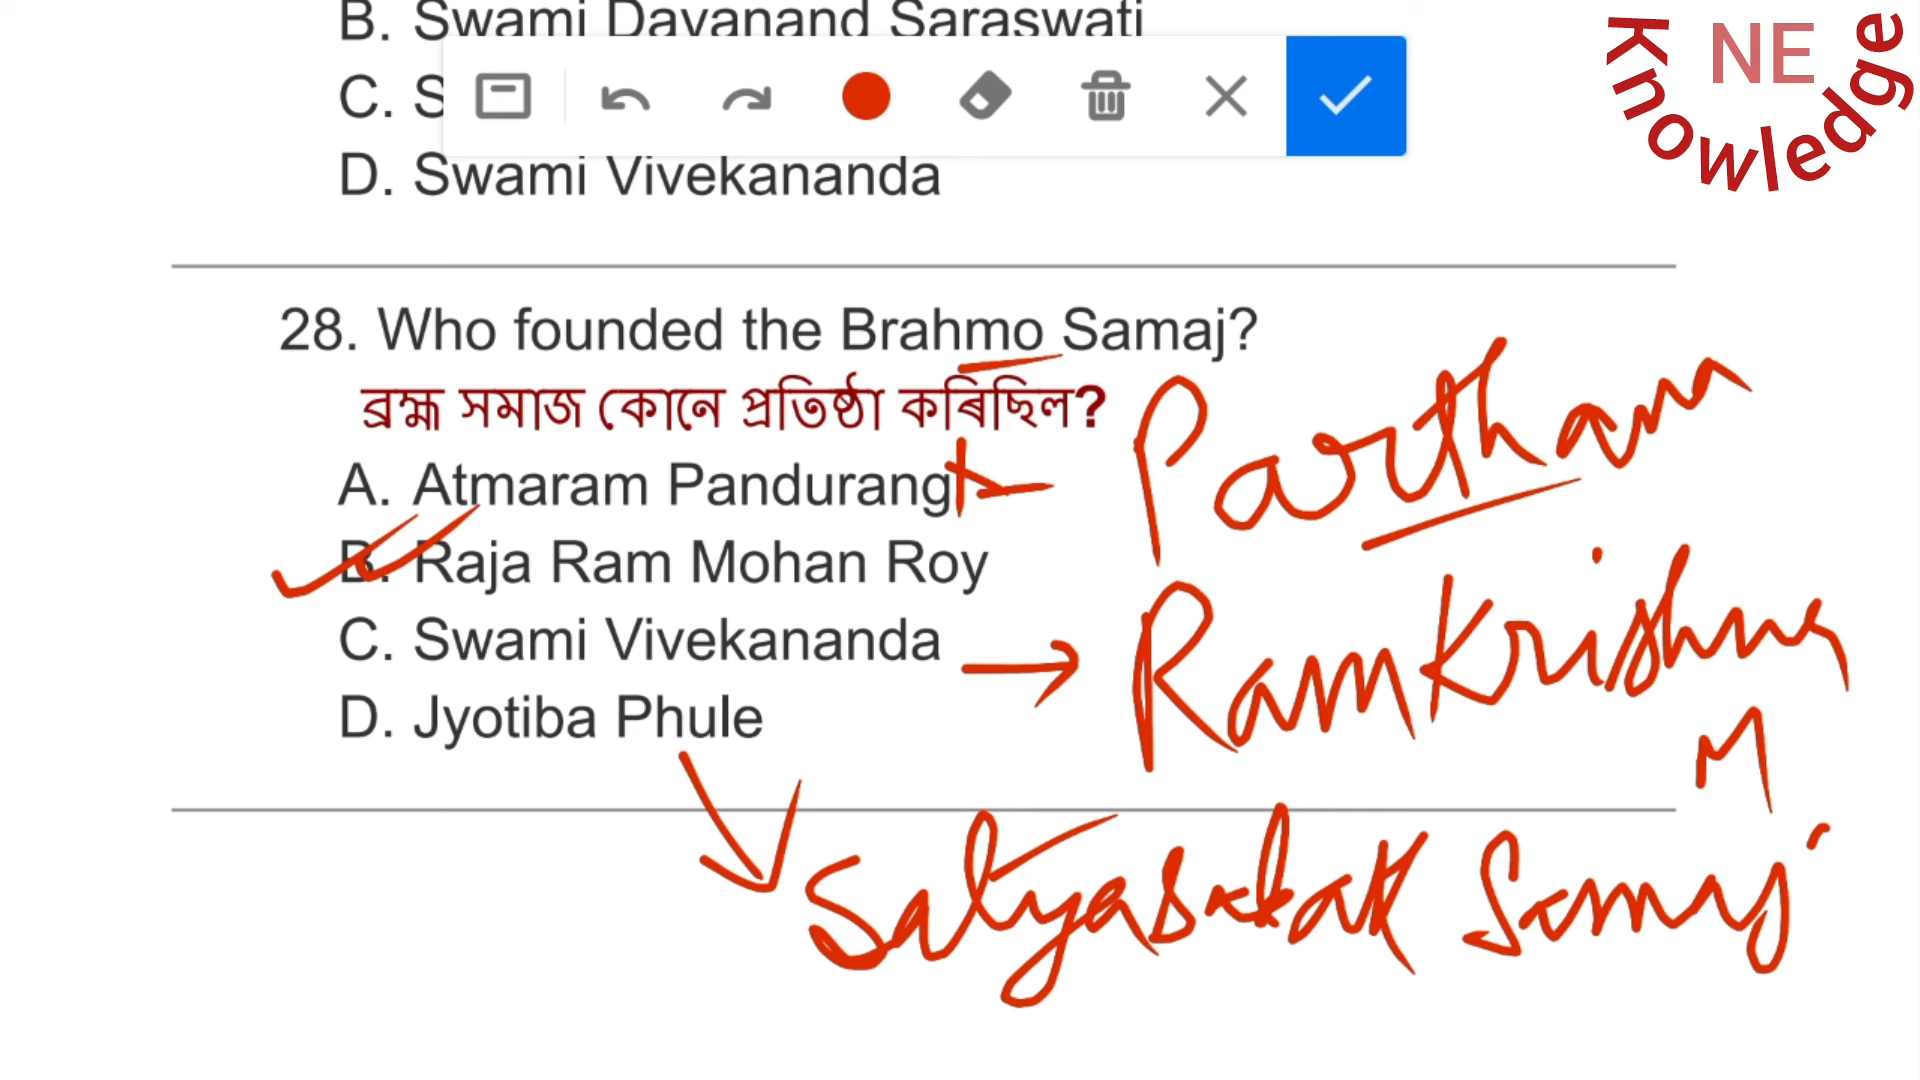 B. Swami Dayanand Saraswati
C. S
D. Swami Vivekananda
NE
Knowledge
28. Who founded the Brahmo Samaj?
ব্ৰহ্ম সমাজ কোনে প্ৰতিষ্ঠা কৰিছিল?
A. Atmaram Pandurang
Partham
B. Raja Ram Mohan Roy
C. Swami Vivekananda
Ramkrishna
M
D. Jyotiba Phule
Samaj